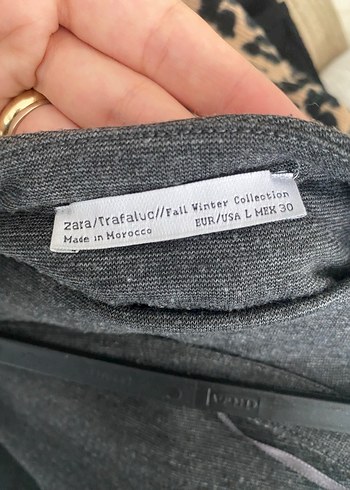 zara/Trafaluc//Fall Winter Collection
Made in Morocco EUR/USA L MEX 30